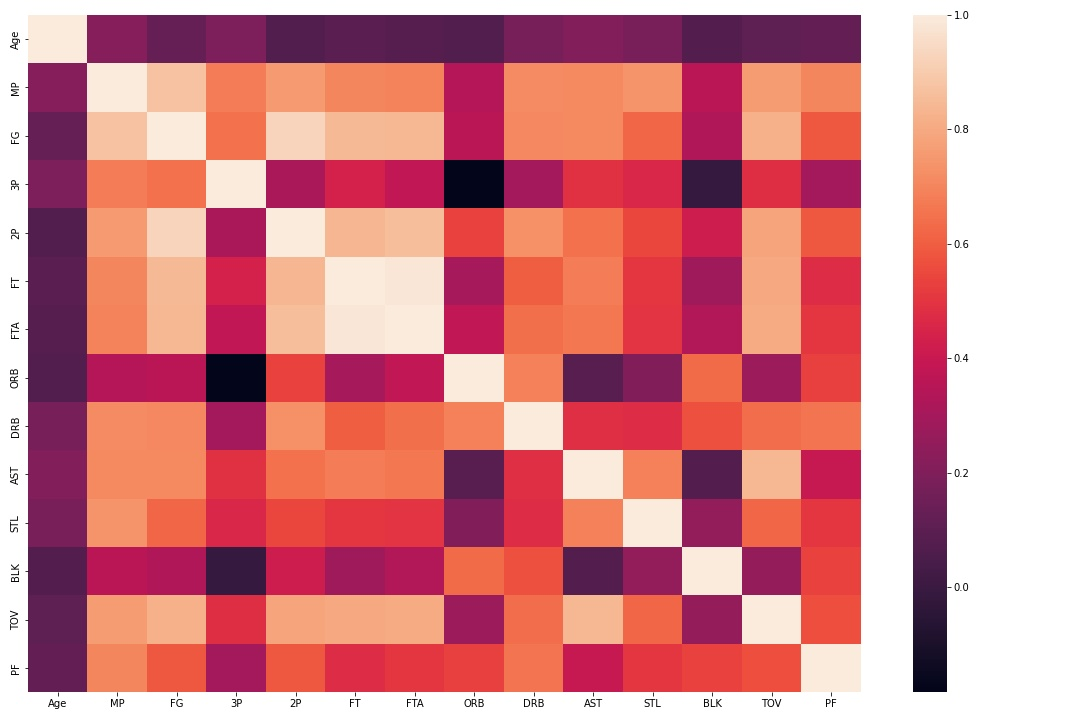 Age
MP
FG
3P
2P
FT
FTA
ORB
DRB
AST
STL
BLK
TOV
PF
Age MP FG 3P 2P FT FTA ORB DRB AST STL BLK TOV PF
1.0
0.8
0.6
0.4
0.2
0.0